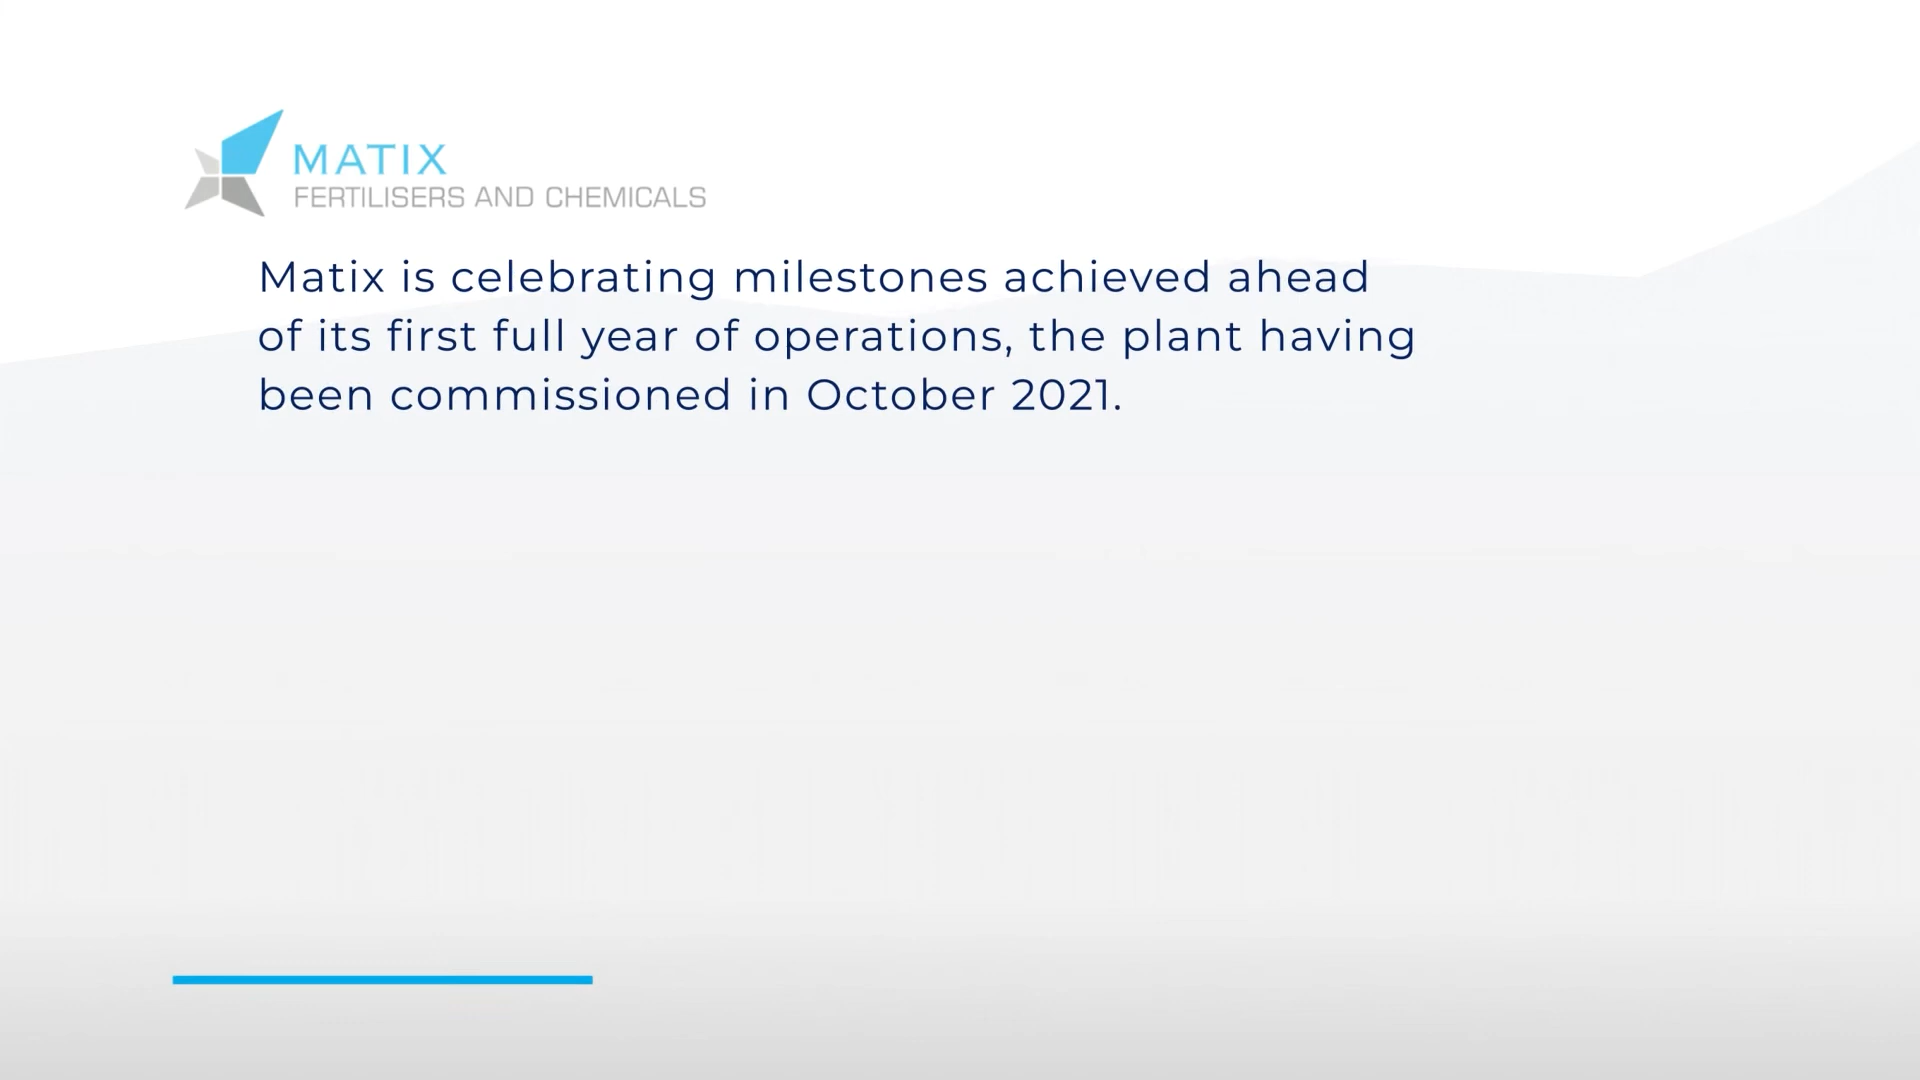 MATIX
FERTILISERS AND CHEMICALS
Matix is celebrating milestones achieved ahead
of its first full year of operations, the plant having
been commissioned in October 2021.